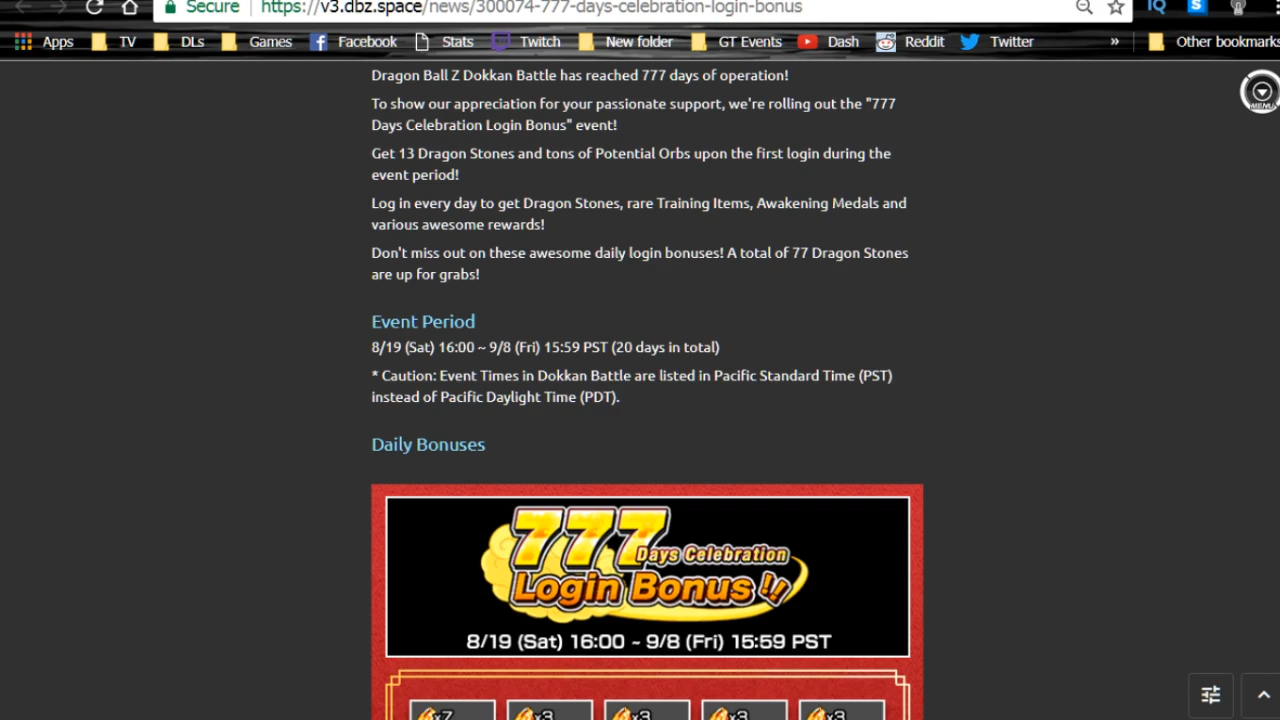 Secure https://v3.dbz.space/news/300074-777-days-celebration-login-bonus
Apps TV DLs Games Facebook Stats Twitch New folder GT Events Dash Reddit Twitter » Other bookmarks
Dragon Ball Z Dokkan Battle has reached 777 days of operation!
MENU
To show our appreciation for your passionate support, we're rolling out the "777
Days Celebration Login Bonus" event!
Get 13 Dragon Stones and tons of Potential Orbs upon the first login during the
event period!
Log in every day to get Dragon Stones, rare Training Items, Awakening Medals and
various awesome rewards!
Don't miss out on these awesome daily login bonuses! A total of 77 Dragon Stones
are up for grabs!
Event Period
8/19 (Sat) 16:00 ~ 9/8 (Fri) 15:59 PST (20 days in total)
* Caution: Event Times in Dokkan Battle are listed in Pacific Standard Time (PST)
instead of Pacific Daylight Time (PDT).
Daily Bonuses
777 Days Celebration
Login Bonus!!
8/19 (Sat) 16:00 ~ 9/8 (Fri) 15:59 PST
x7 x3 x3 x3 x3